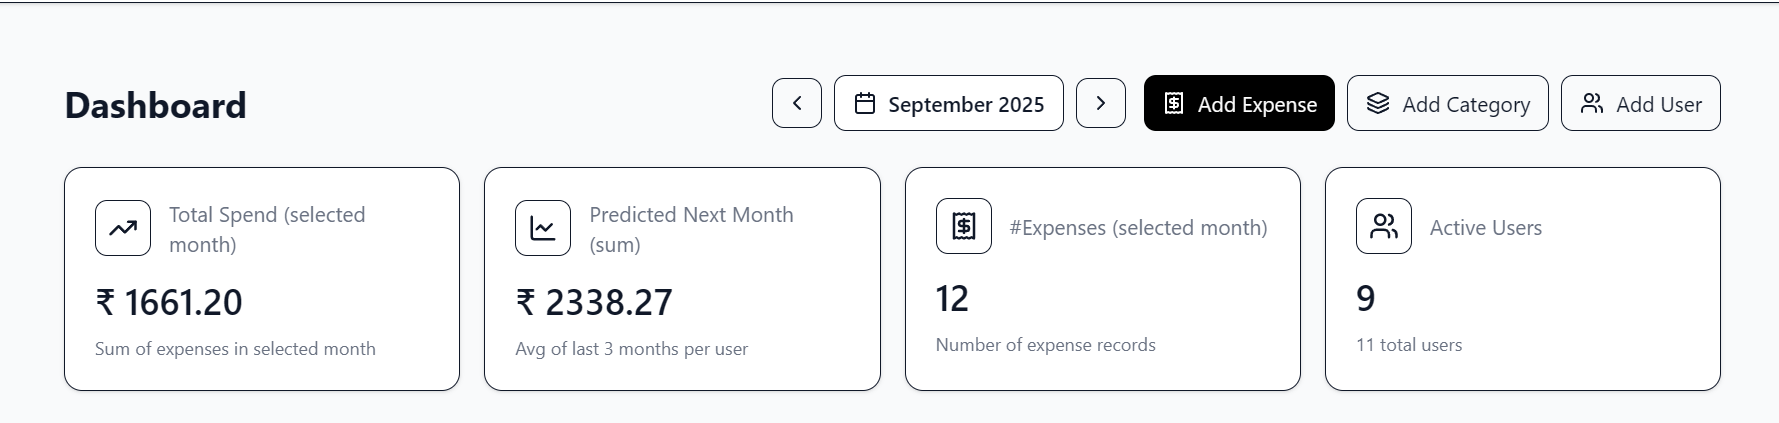 Dashboard
September 2025
Add Expense
Add Category
Add User
Total Spend (selected
month)
₹ 1661.20
Sum of expenses in selected month
Predicted Next Month
(sum)
₹ 2338.27
Avg of last 3 months per user
#Expenses (selected month)
12
Number of expense records
Active Users
9
11 total users